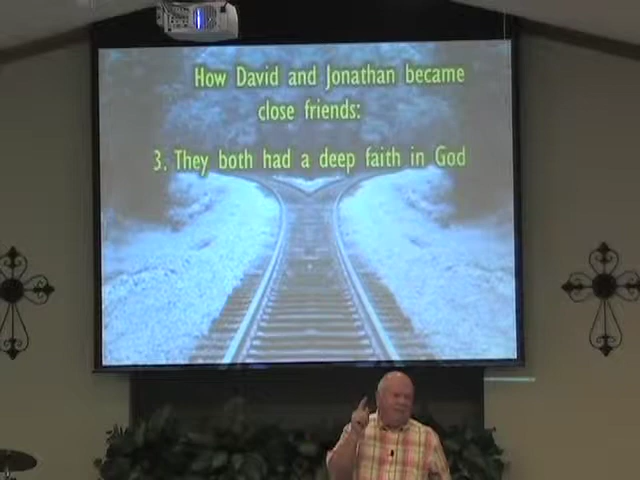 How David and Jonathan became
close friends:
3. They both had a deep faith in God